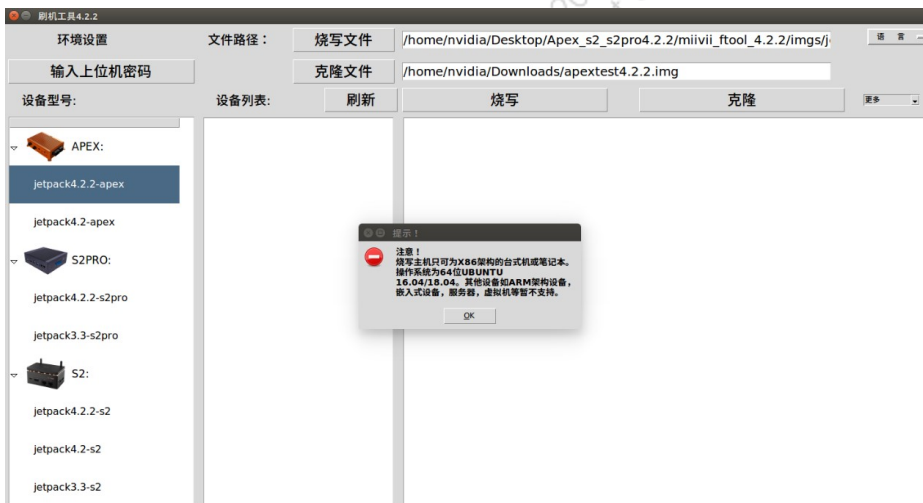 刷机工具4.2.2
环境设置
文件路径：
烧写文件
/home/nvidia/Desktop/Apex_s2_s2pro4.2.2/miivii_ftool_4.2.2/imgs/j
语 言
输入上位机密码
克隆文件
/home/nvidia/Downloads/apextest4.2.2.img
设备型号:
设备列表:
刷新
烧写
克隆
更多
APEX:
jetpack4.2.2-apex
jetpack4.2-apex
S2PRO:
jetpack4.2.2-s2pro
jetpack3.3-s2pro
S2:
jetpack4.2.2-s2
jetpack4.2-s2
jetpack3.3-s2
提示！
注意！
烧写主机只可为X86架构的台式机或笔记本。
操作系统为64位UBUNTU
16.04/18.04。其他设备如ARM架构设备，
嵌入式设备，服务器，虚拟机等暂不支持。
OK